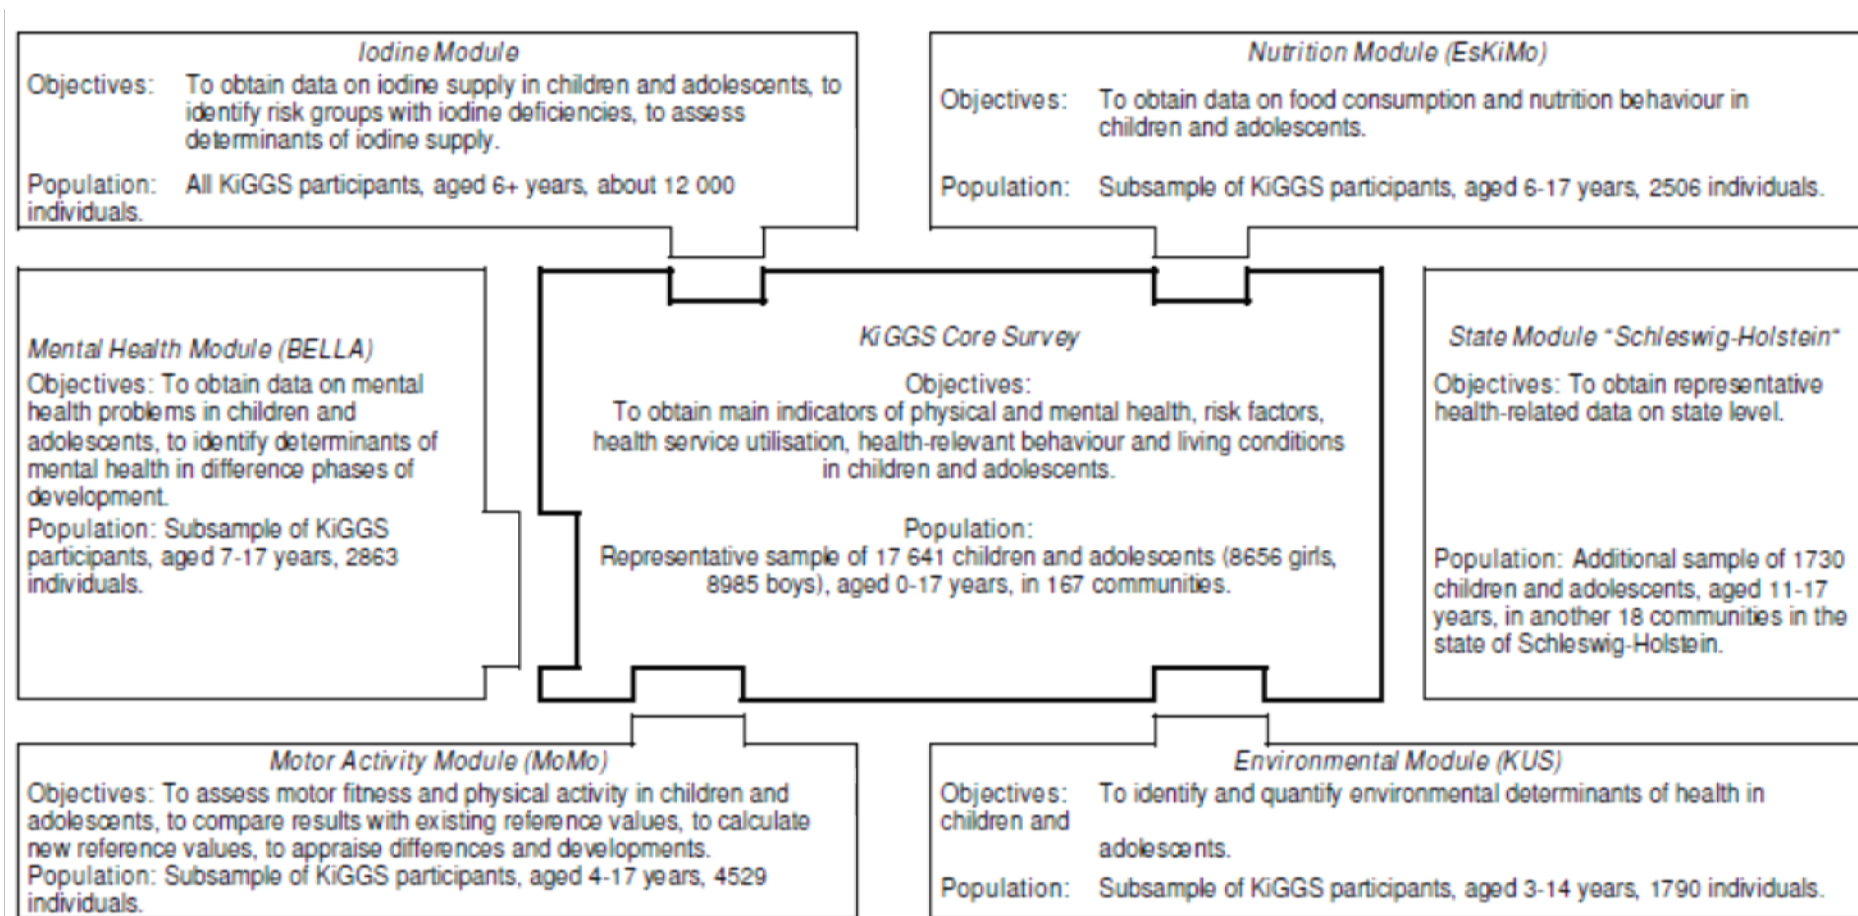 Iodine Module
Objectives: To obtain data on iodine supply in children and adolescents, to
identify risk groups with iodine deficiencies, to assess
determinants of iodine supply.
Population: All KiGGS participants, aged 6+ years, about 12 000
individuals.
Nutrition Module (EsKiMo)
Objectives: To obtain data on food consumption and nutrition behaviour in
children and adolescents.
Population: Subsample of KiGGS participants, aged 6-17 years, 2506 individuals.
Mental Health Module (BELLA)
Objectives: To obtain data on mental
health problems in children and
adolescents, to identify determinants of
mental health in difference phases of
development.
Population: Subsample of KiGGS
participants, aged 7-17 years, 2863
individuals.
KiGGS Core Survey
Objectives:
To obtain main indicators of physical and mental health, risk factors,
health service utilisation, health-relevant behaviour and living conditions
in children and adolescents.
Population:
Representative sample of 17 641 children and adolescents (8656 girls,
8985 boys), aged 0-17 years, in 167 communities.
State Module "Schleswig-Holstein"
Objectives: To obtain representative
health-related data on state level.
Population: Additional sample of 1730
children and adolescents, aged 11-17
years, in another 18 communities in the
state of Schleswig-Holstein.
Motor Activity Module (MoMo)
Objectives: To assess motor fitness and physical activity in children and
adolescents, to compare results with existing reference values, to calculate
new reference values, to appraise differences and developments.
Population: Subsample of KiGGS participants, aged 4-17 years, 4529
individuals.
Environmental Module (KUS)
Objectives: To identify and quantify environmental determinants of health in
children and
adolescents.
Population: Subsample of KiGGS participants, aged 3-14 years, 1790 individuals.